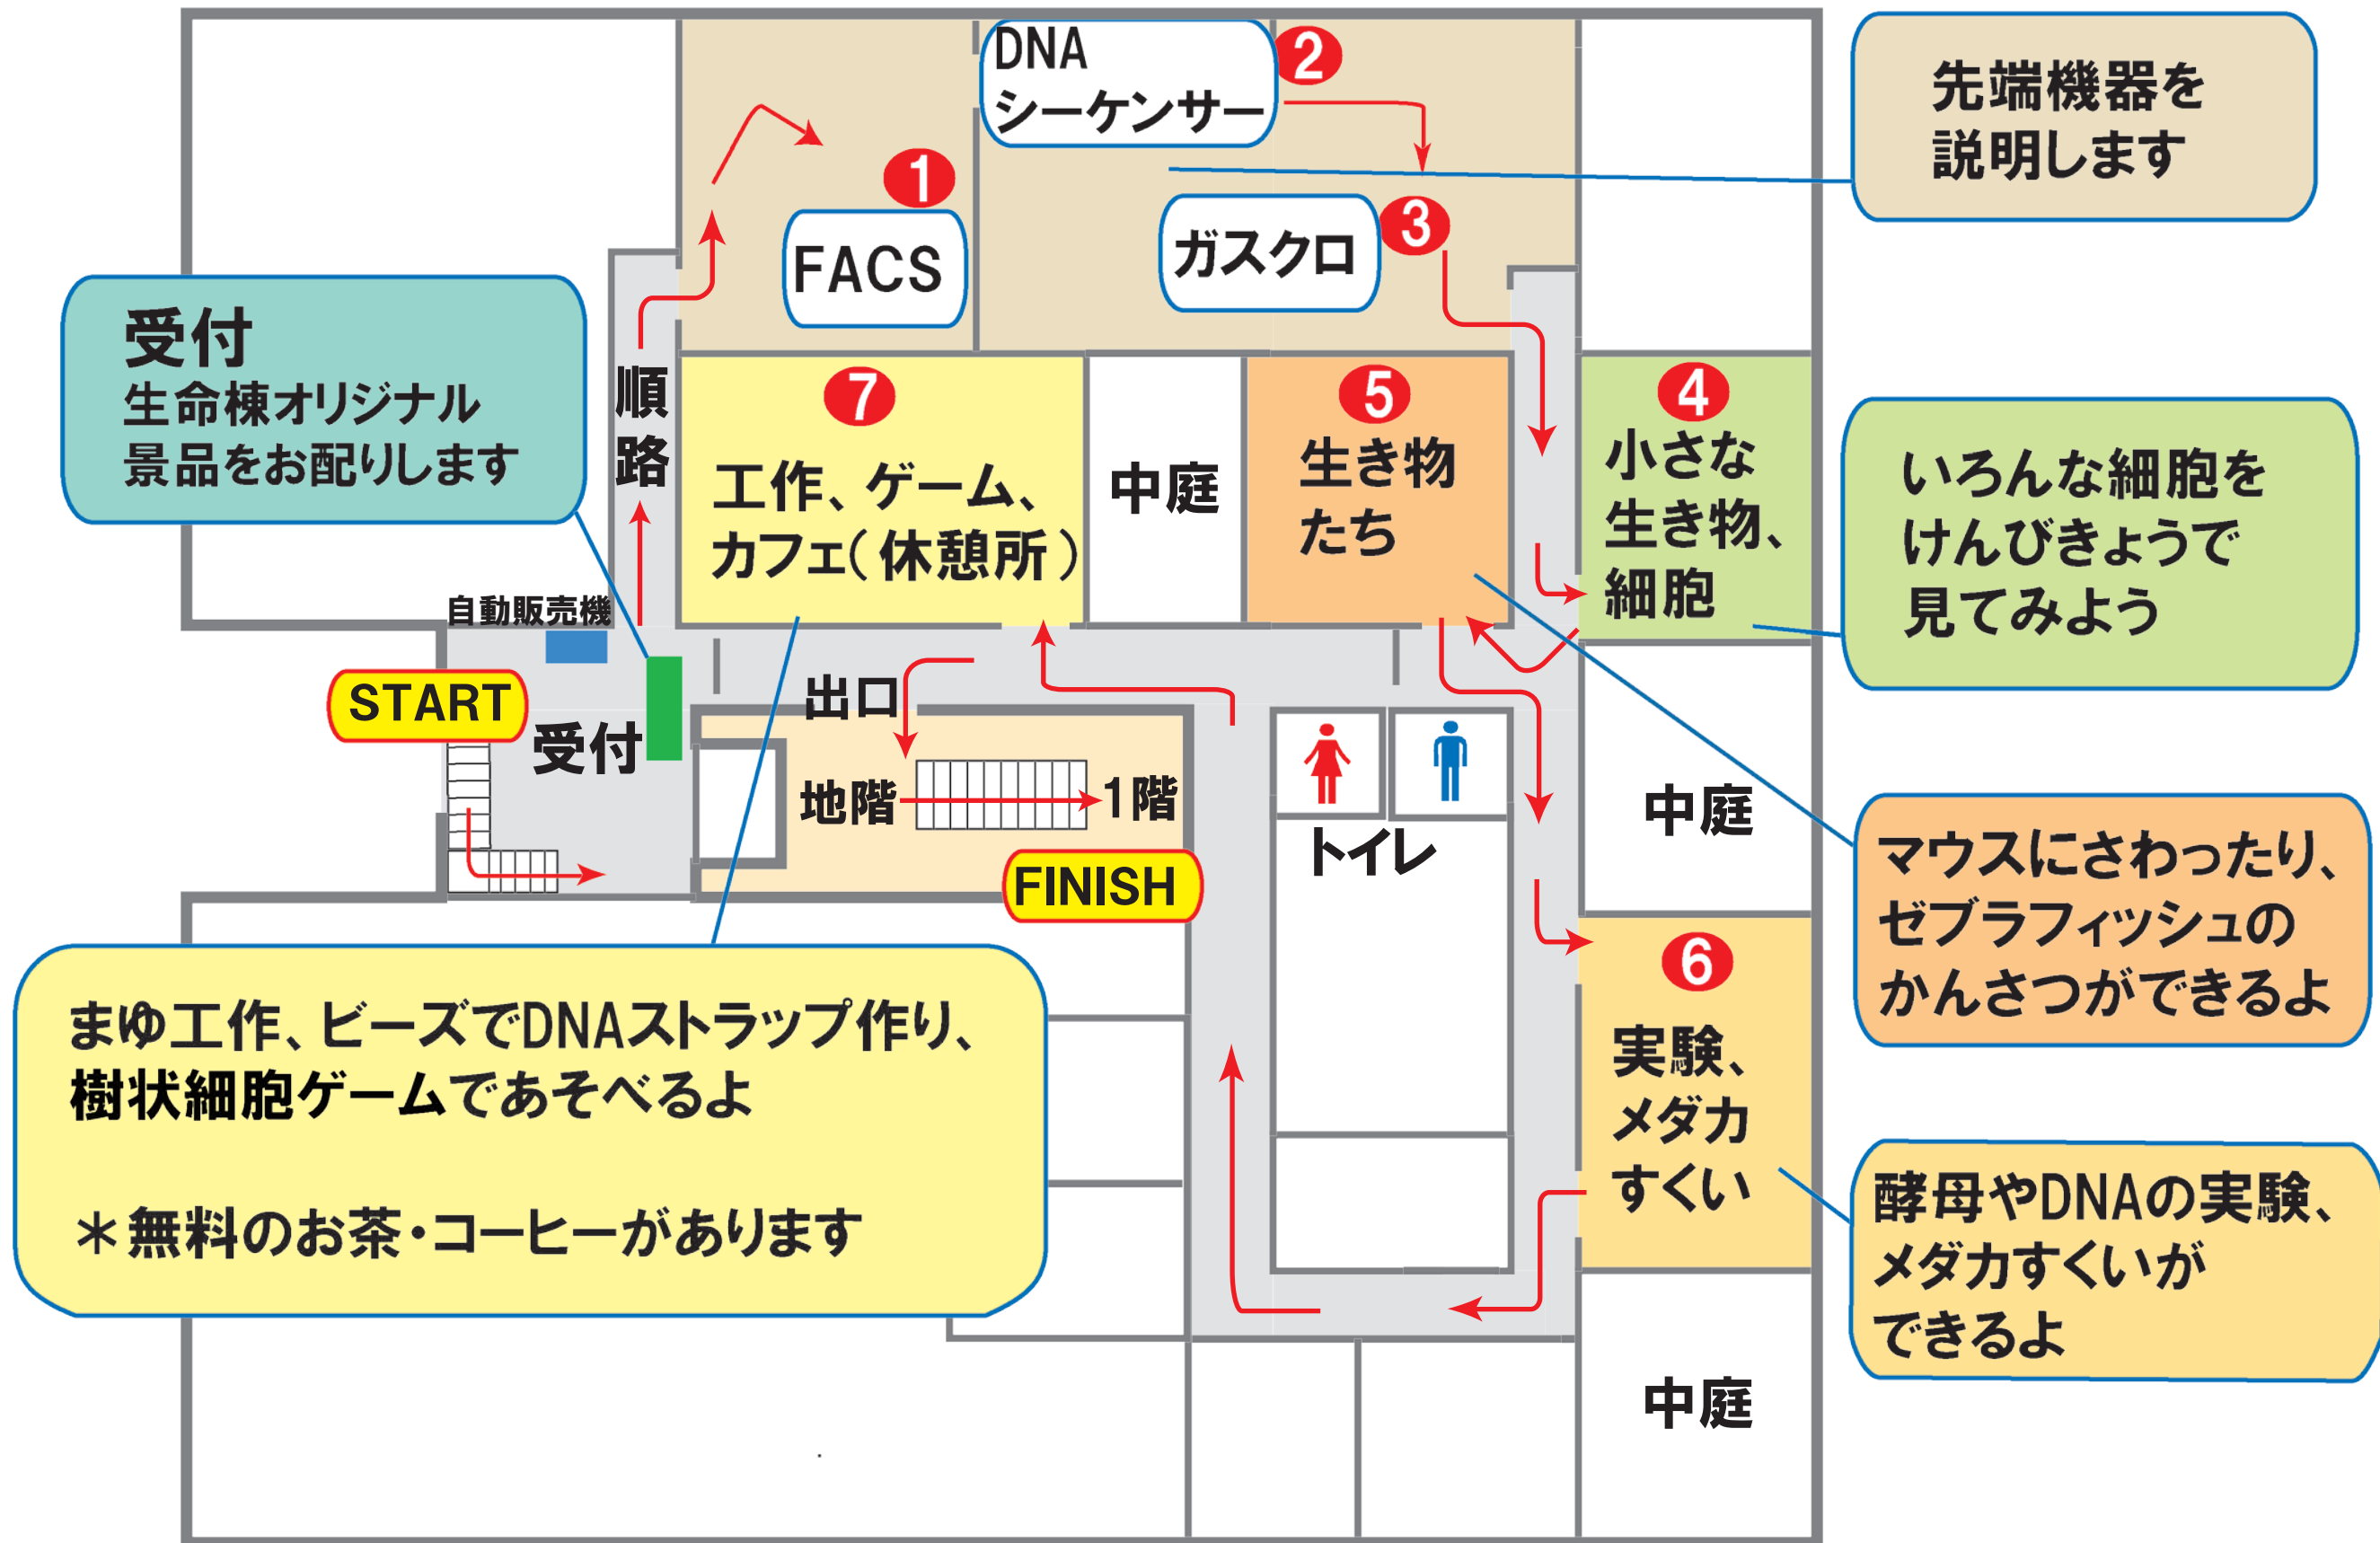 DNA
シーケンサー
2
先端機器を
説明します
1
FACS
ガスクロ
3
受付
生命棟オリジナル
景品をお配りします
順
路
7
工作、ゲーム、
カフェ(休憩所)
中庭
5
生き物
たち
4
小さな
生き物、
細胞
いろんな細胞を
けんびきょうで
見てみよう
自動販売機
START
受付
出口
地階
1階
FINISH
トイレ
中庭
マウスにさわったり、
ゼブラフィッシュの
かんさつができるよ
6
実験、
メダカ
すくい
まゆ工作、ビーズでDNAストラップ作り、
樹状細胞ゲームであそべるよ
＊無料のお茶・コーヒーがあります
酵母やDNAの実験、
メダカすくいが
できるよ
中庭